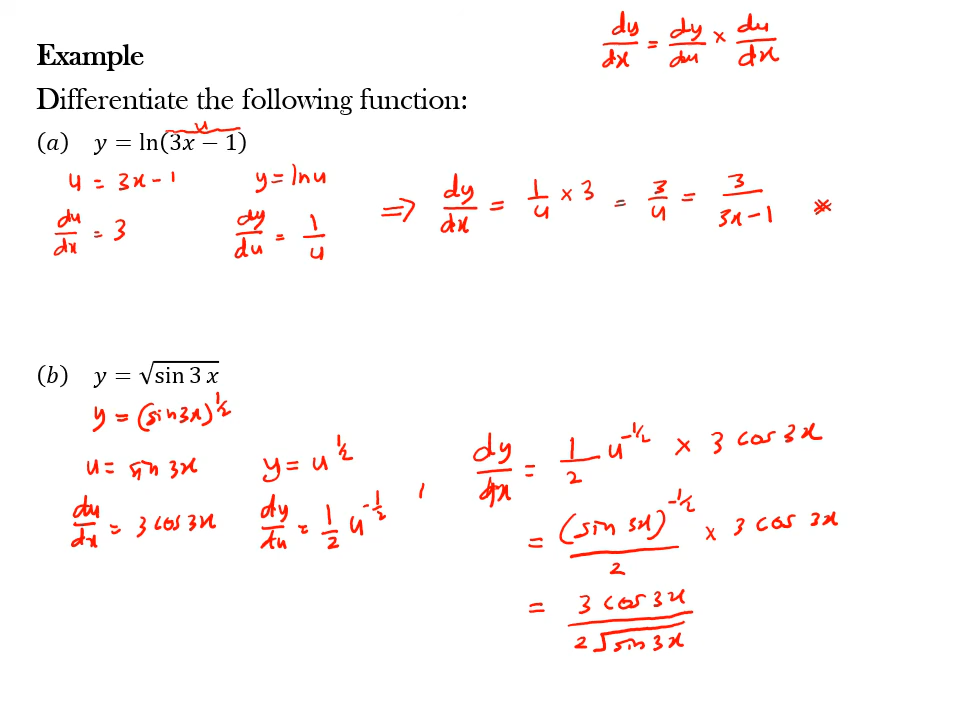 dy/dx = dy/du × du/dx
Example
Differentiate the following function:
u
(a) y = ln(3x − 1)
u = 3x − 1 y = ln u
du/dx = 3 dy/du = 1/u ⇒ dy/dx = 1/u × 3 = 3/u = 3/(3x − 1) *
(b) y = √sin 3 x
y = (sin 3x)^½
u = sin 3x y = u^½
du/dx = 3 cos 3x dy/du = 1/2 u^-½
dy/dx = 1/2 u^-½ × 3 cos 3x
= (sin 3x)^-½/2 × 3 cos 3x
= 3 cos 3x/2√sin 3x